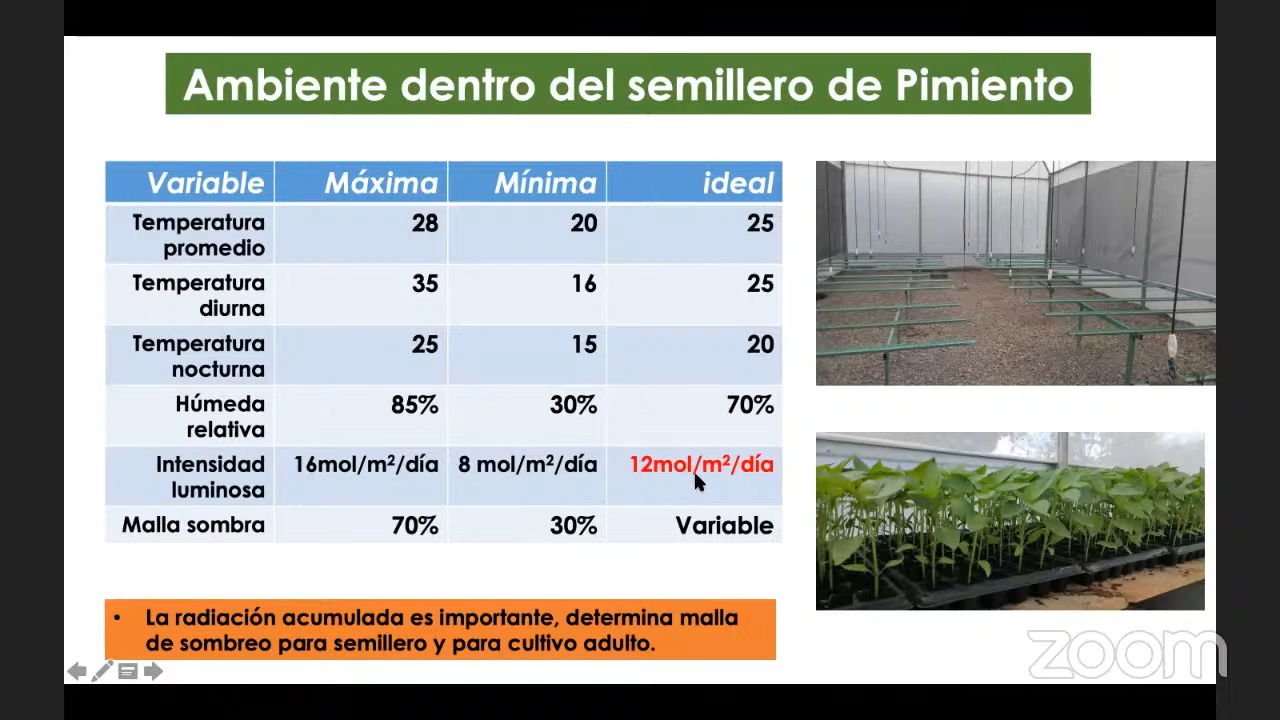 Ambiente dentro del semillero de Pimiento
Variable Máxima Mínima ideal
Temperatura promedio 28 20 25
Temperatura diurna 35 16 25
Temperatura nocturna 25 15 20
Húmeda relativa 85% 30% 70%
Intensidad luminosa 16mol/m²/día 8 mol/m²/día 12mol/m²/día
Malla sombra 70% 30% Variable
• La radiación acumulada es importante, determina malla
de sombreo para semillero y para cultivo adulto.
zoom